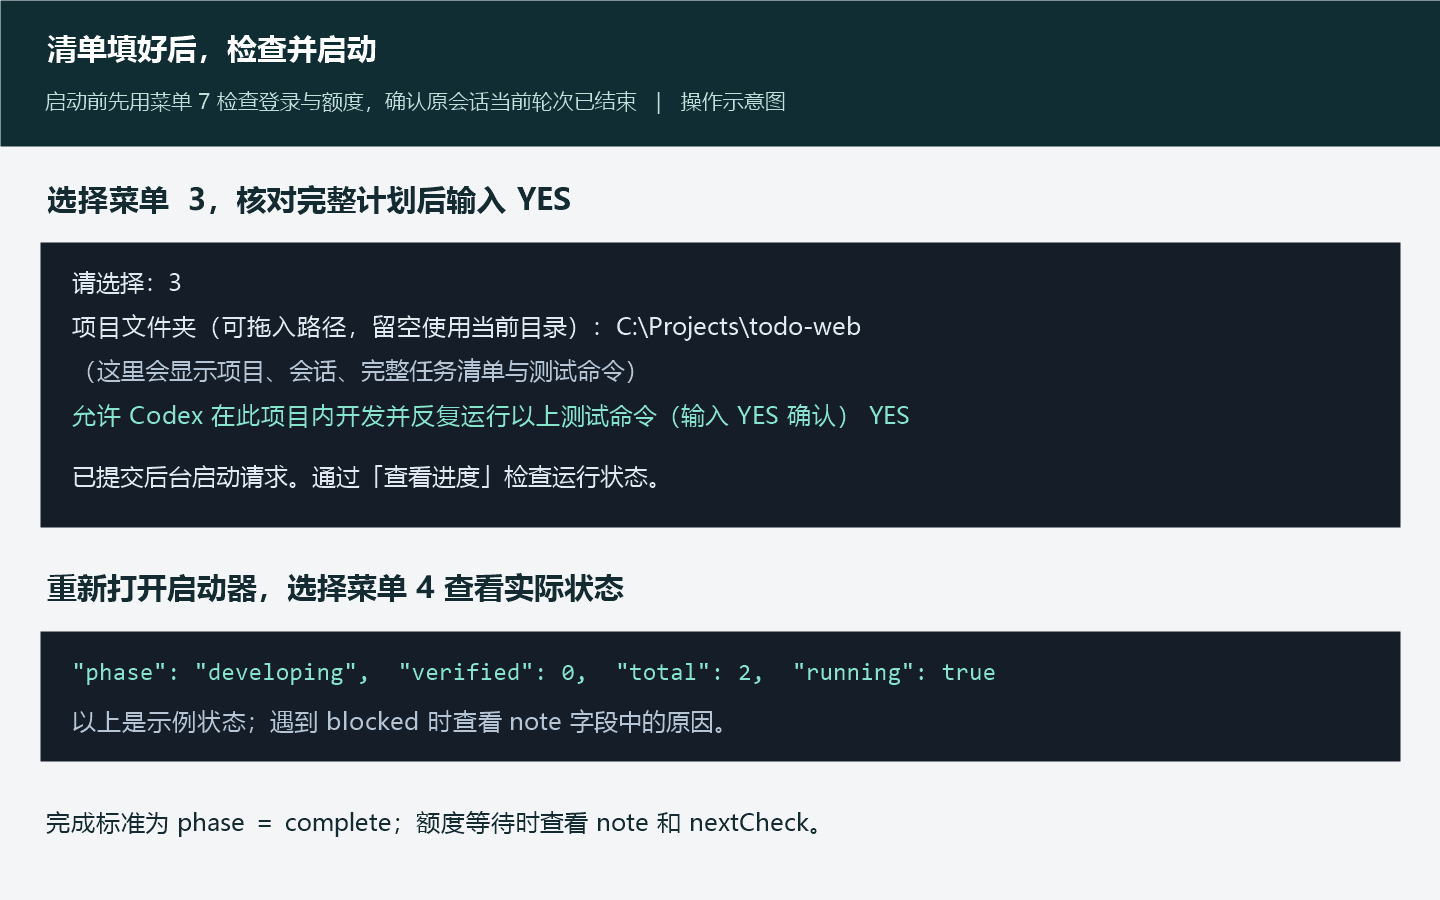 清单填好后，检查并启动
启动前先用菜单 7 检查登录与额度，确认原会话当前轮次已结束 | 操作示意图
选择菜单 3，核对完整计划后输入 YES
请选择：3
项目文件夹（可拖入路径，留空使用当前目录）：C:\Projects\todo-web
（这里会显示项目、会话、完整任务清单与测试命令）
允许 Codex 在此项目内开发并反复运行以上测试命令（输入 YES 确认） YES
已提交后台启动请求。通过「查看进度」检查运行状态。
重新打开启动器，选择菜单 4 查看实际状态
"phase": "developing", "verified": 0, "total": 2, "running": true
以上是示例状态；遇到 blocked 时查看 note 字段中的原因。
完成标准为 phase = complete；额度等待时查看 note 和 nextCheck。